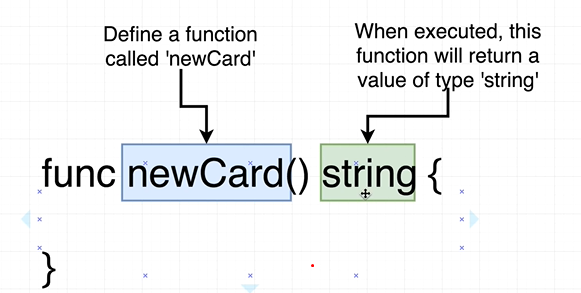 Define a function
called 'newCard'
When executed, this
function will return a
value of type 'string'
func newCard() string {
}